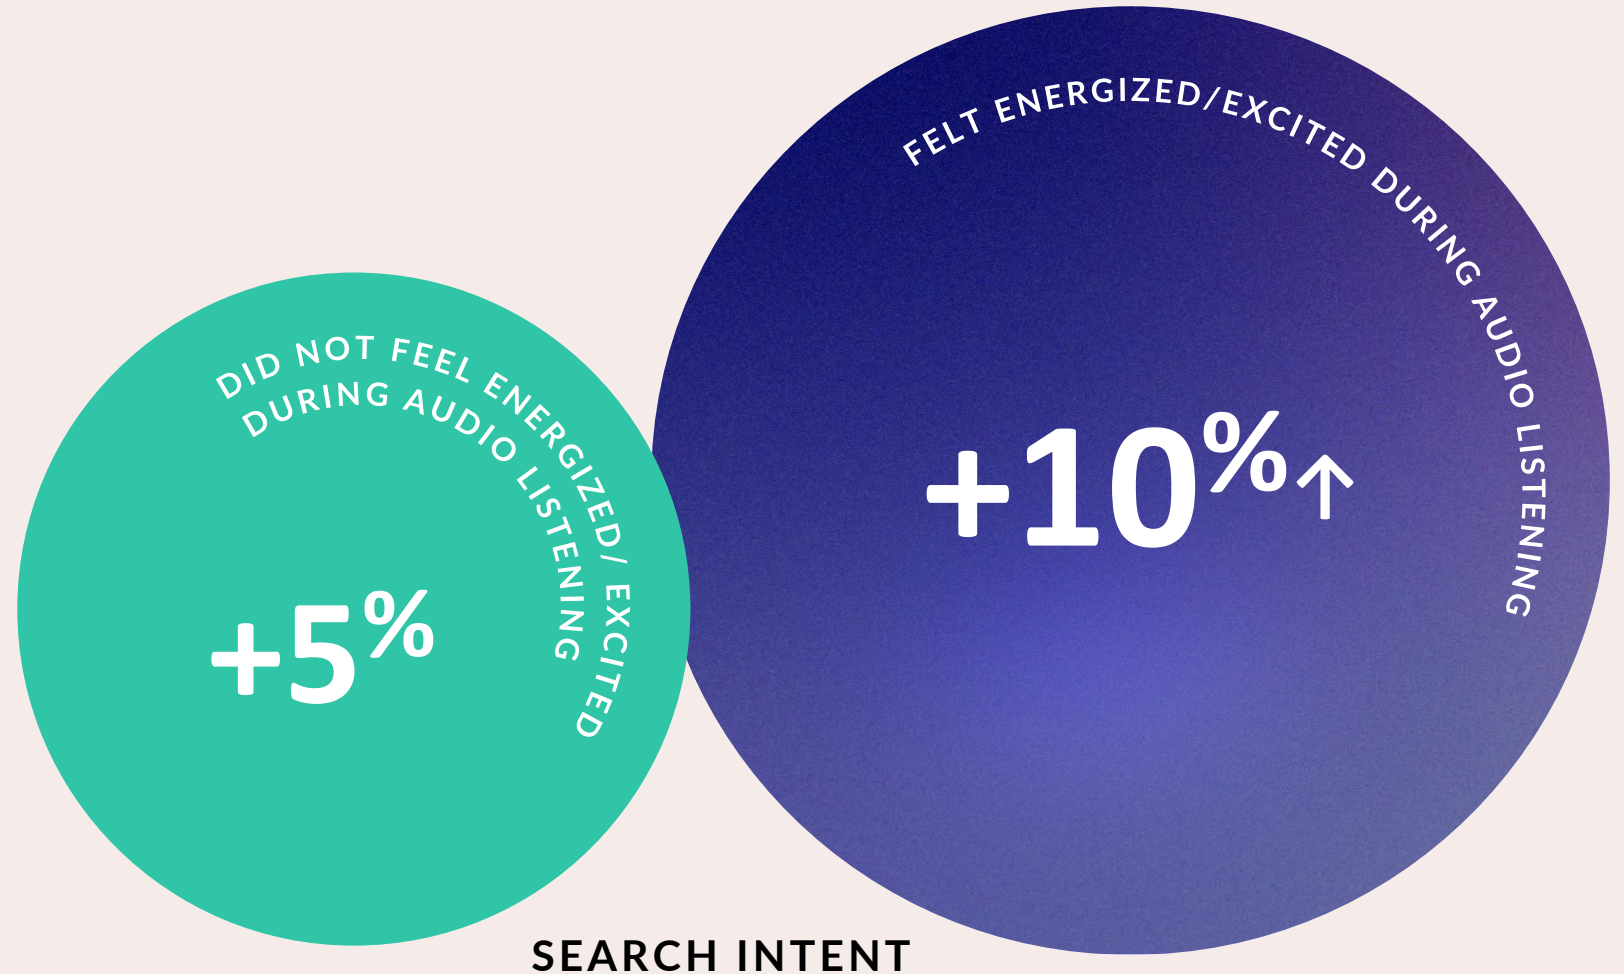 DID NOT FEEL ENERGIZED/ EXCITED
DURING AUDIO LISTENING
+5%
FELT ENERGIZED/EXCITED DURING AUDIO LISTENING
+10%↑
SEARCH INTENT